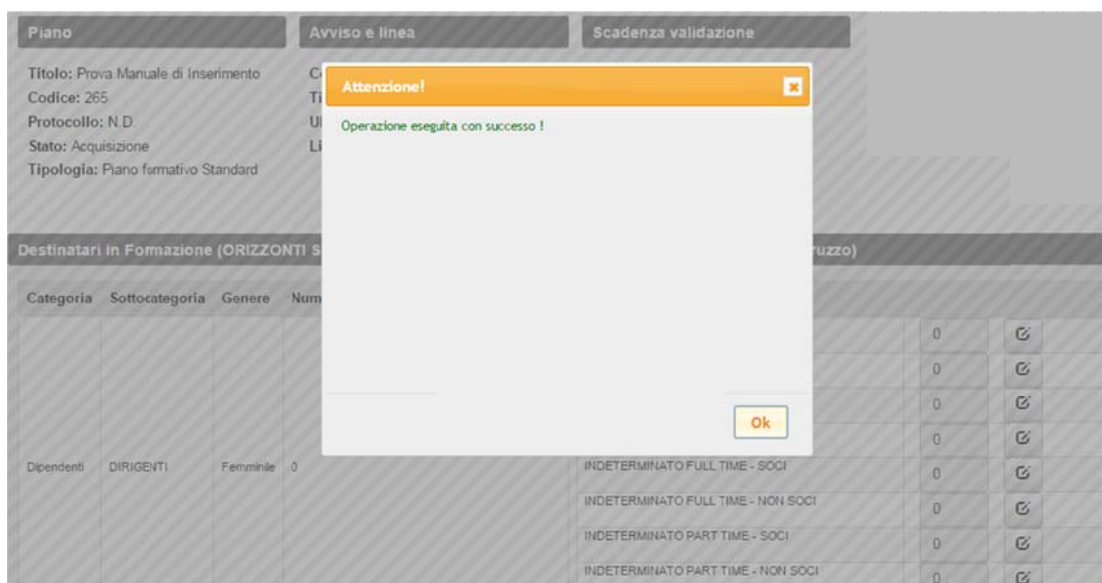 Piano
Avviso e linea
Scadenza validazione
Titolo: Prova Manuale di Inserimento
Codice: 265
Protocollo: N.D.
Stato: Acquisizione
Tipologia: Piano formativo Standard
Attenzione!
Operazione eseguita con successo !
Ok
Destinatari in Formazione (ORIZZONTI
Categoria Sottocategoria Genere
0
0
0
0
Dipendenti DIRIGENTI Femminile 0
INDETERMINATO FULL TIME - SOCI 0
INDETERMINATO FULL TIME - NON SOCI 0
INDETERMINATO PART TIME - SOCI 0
INDETERMINATO PART TIME - NON SOCI 0